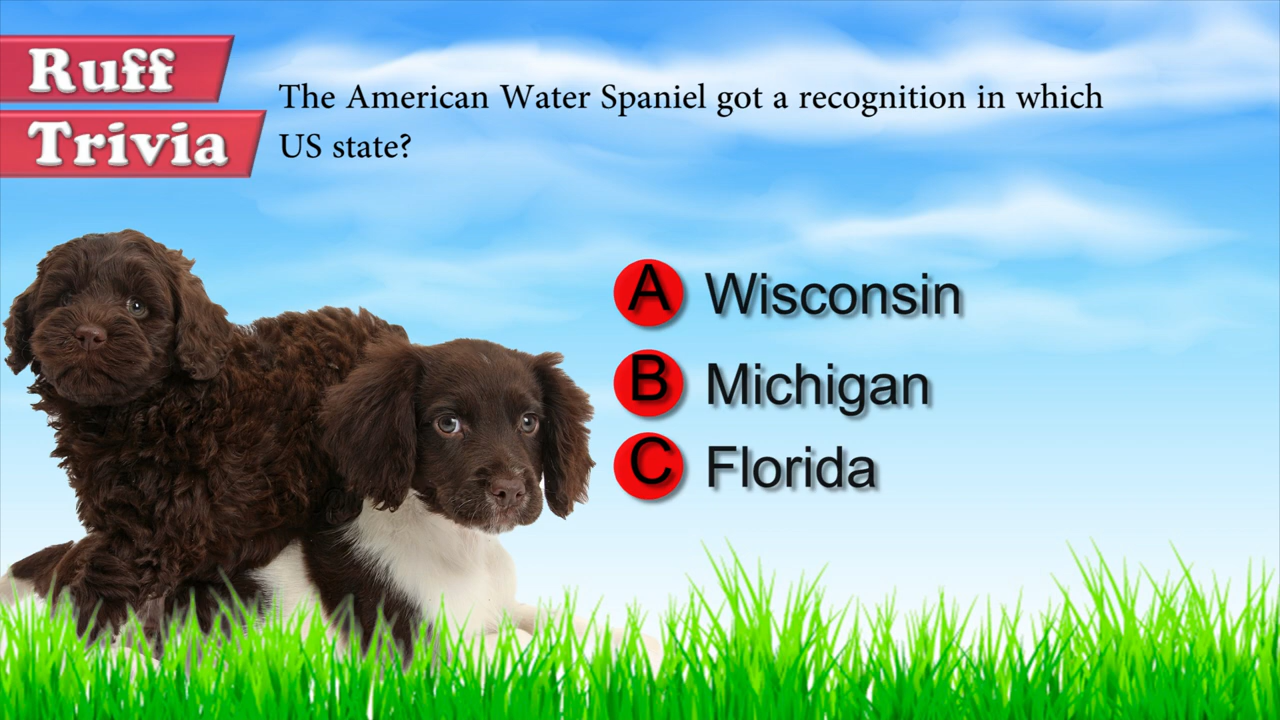 Ruff
Trivia
The American Water Spaniel got a recognition in which
US state?
A Wisconsin
B Michigan
C Florida